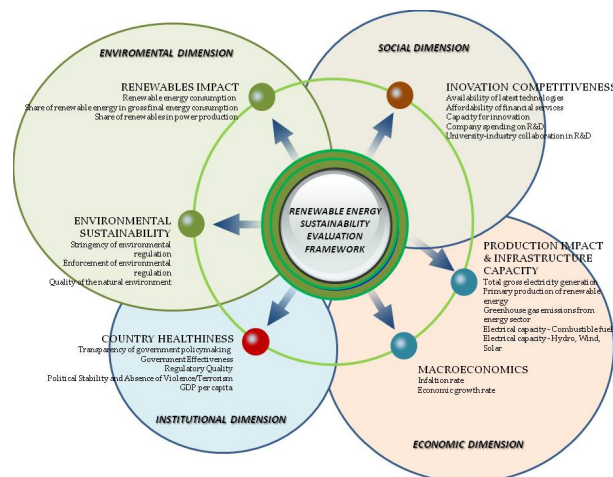 ENVIROMENTAL DIMENSION
SOCIAL DIMENSION
RENEWABLES IMPACT
Renewable energy consumption
Share of renewable energy in grossfinal energy consumption
Share of renewables in power production
INOVATION COMPETITIVENESS
Availability of latest technologies
Affordability of financial services
Capacity for innovation
Company spending on R&D
University-industry collaboration in R&D
RENEWABLE ENERGY
SUSTAINABILITY
EVALUATION
FRAMEWORK
ENVIRONMENTAL
SUSTAINABILITY
Stringency of environmental
regulation
Enforcement of environmental
regulation
Quality of the natural environment
PRODUCTION IMPACT
& INFRASTRUCTURE
CAPACITY
Total gross electricity generation
Primary production of renewable
energy
Greenhouse gas emissions from
energy sector
Electrical capacity - Combustible fuel
Electrical capacity - Hydro, Wind,
Solar
COUNTRY HEALTHINESS
Transparency of government policymaking
Government Effectiveness
Regulatory Quality
Political Stability and Absence of Violence/Terrorism
GDP per capita
MACROECONOMICS
Infaltion rate
Economic growth rate
INSTITUTIONAL DIMENSION
ECONOMIC DIMENSION